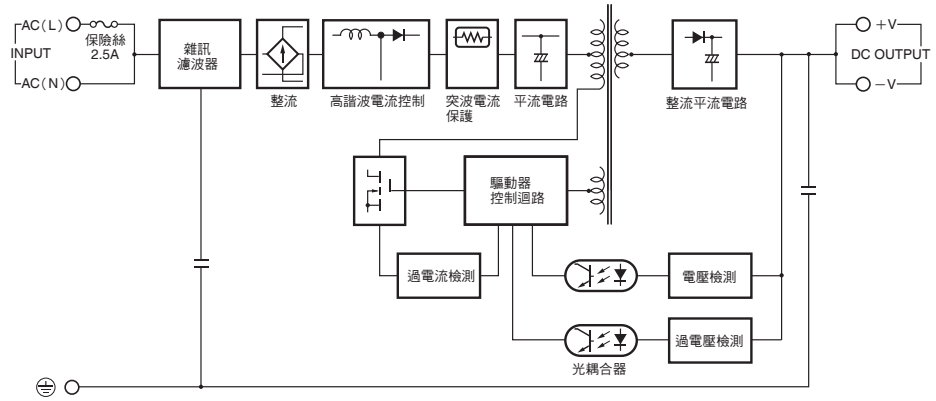 AC(L)
INPUT
AC(N)
保險絲
2.5A
雜訊
濾波器
整流
高諧波電流控制
突波電流
保護
平流電路
整流平流電路
+V
DC OUTPUT
-V
驅動器
控制迴路
過電流檢測
電壓檢測
過電壓檢測
光耦合器